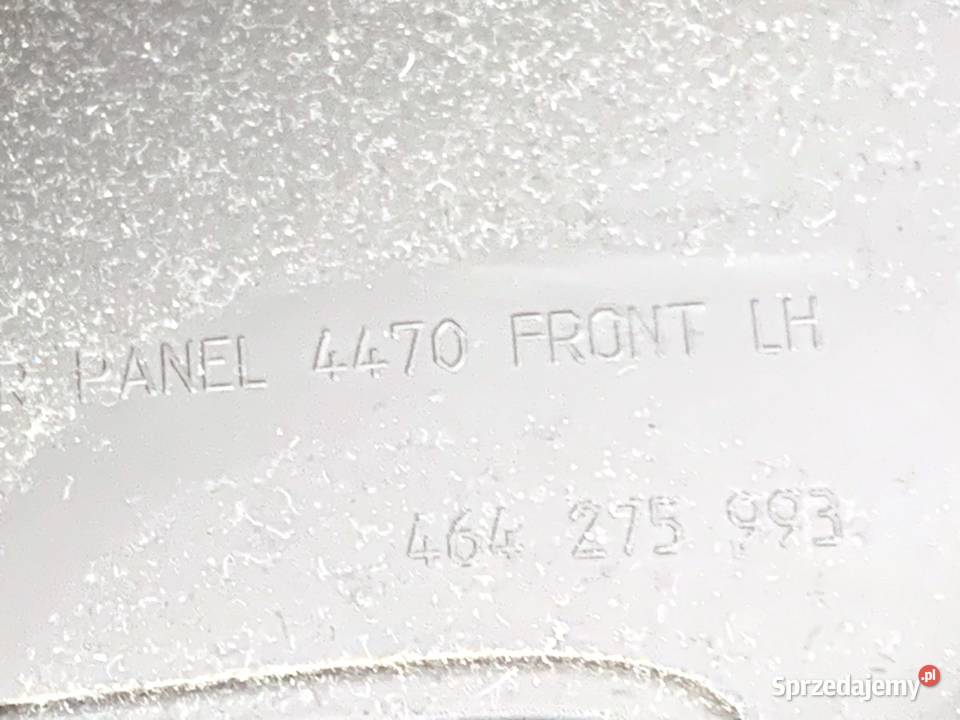 R PANEL 4470 FRONT LH
464 275 993
Sprzedajemy.pl